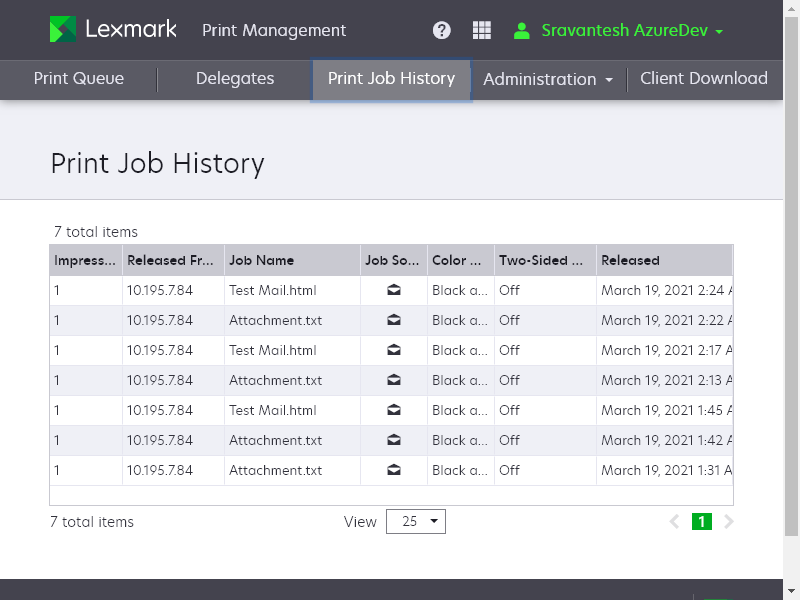 Lexmark Print Management ? Sravantesh AzureDev
Print Queue Delegates Print Job History Administration Client Download
Print Job History
7 total items
Impress... Released Fr... Job Name Job So... Color ... Two-Sided ... Released
1 10.195.7.84 Test Mail.html Black a... Off March 19, 2021 2:24 A
1 10.195.7.84 Attachment.txt Black a... Off March 19, 2021 2:22 A
1 10.195.7.84 Test Mail.html Black a... Off March 19, 2021 2:17 A
1 10.195.7.84 Attachment.txt Black a... Off March 19, 2021 2:13 A
1 10.195.7.84 Test Mail.html Black a... Off March 19, 2021 1:45 A
1 10.195.7.84 Attachment.txt Black a... Off March 19, 2021 1:42 A
1 10.195.7.84 Attachment.txt Black a... Off March 19, 2021 1:31 A
7 total items View 25 1